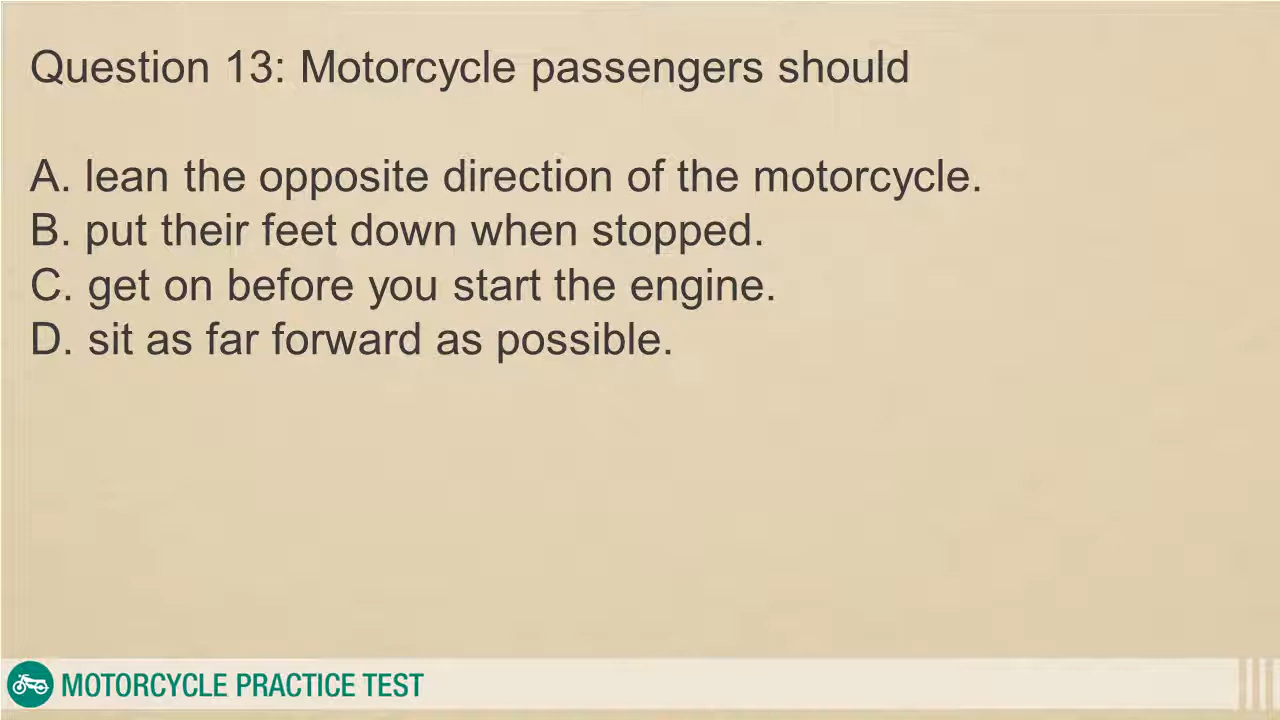 Question 13: Motorcycle passengers should
A. lean the opposite direction of the motorcycle.
B. put their feet down when stopped.
C. get on before you start the engine.
D. sit as far forward as possible.
MOTORCYCLE PRACTICE TEST